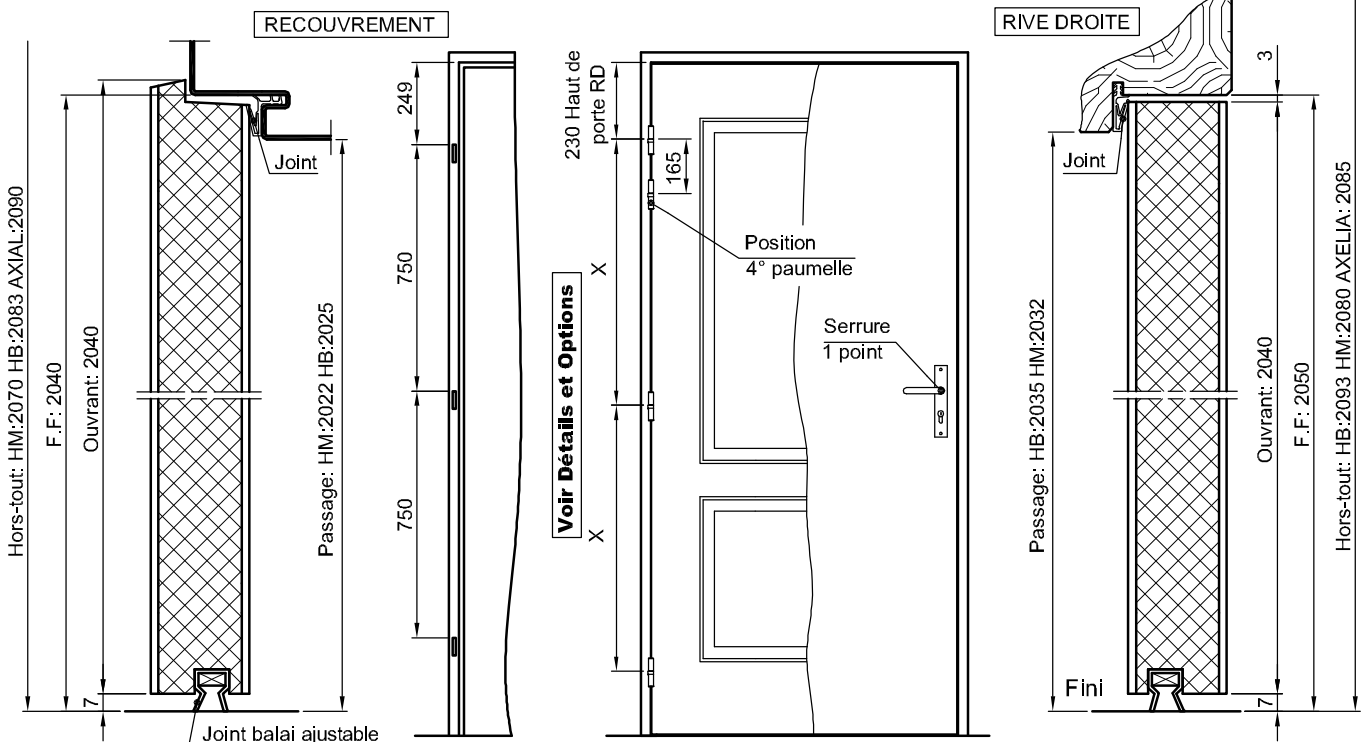 RECOUVREMENT
RIVE DROITE
Hors-tout: HM:2070 HB:2083 AXIAL:2090
F.F: 2040
Ouvrant: 2040
7
Joint
Passage: HM:2022 HB:2025
Joint balai ajustable
249
750
750
230 Haut de
porte RD
165
X
X
Voir Détails et Options
Position
4° paumelle
Serrure
1 point
3
Joint
Passage: HB:2035 HM:2032
Ouvrant: 2040
F.F: 2050
Hors-tout: HB:2093 HM:2080 AXELIA: 2085
Fini
7